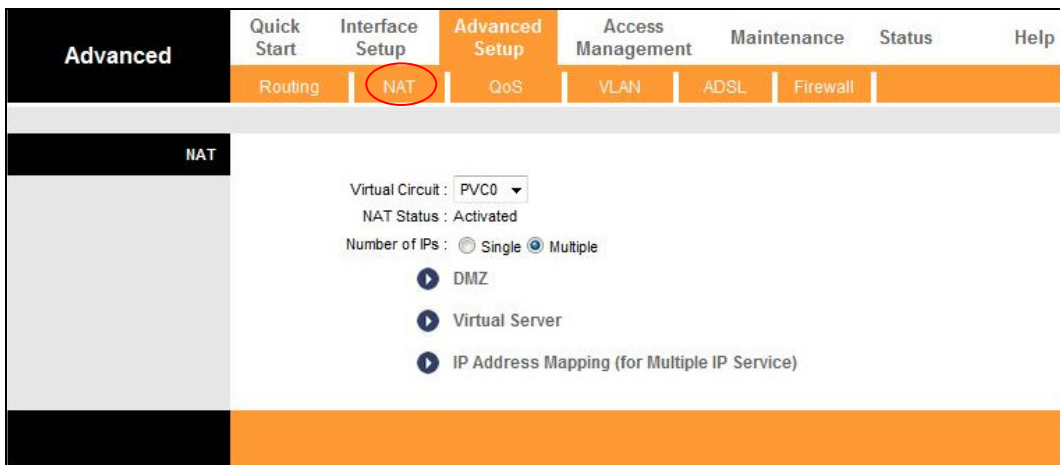 Advanced
Quick Start
Interface Setup
Advanced Setup
Access Management
Maintenance
Status
Help
Routing
NAT
QoS
VLAN
ADSL
Firewall
NAT
Virtual Circuit : PVC0
NAT Status : Activated
Number of IPs : Single Multiple
DMZ
Virtual Server
IP Address Mapping (for Multiple IP Service)